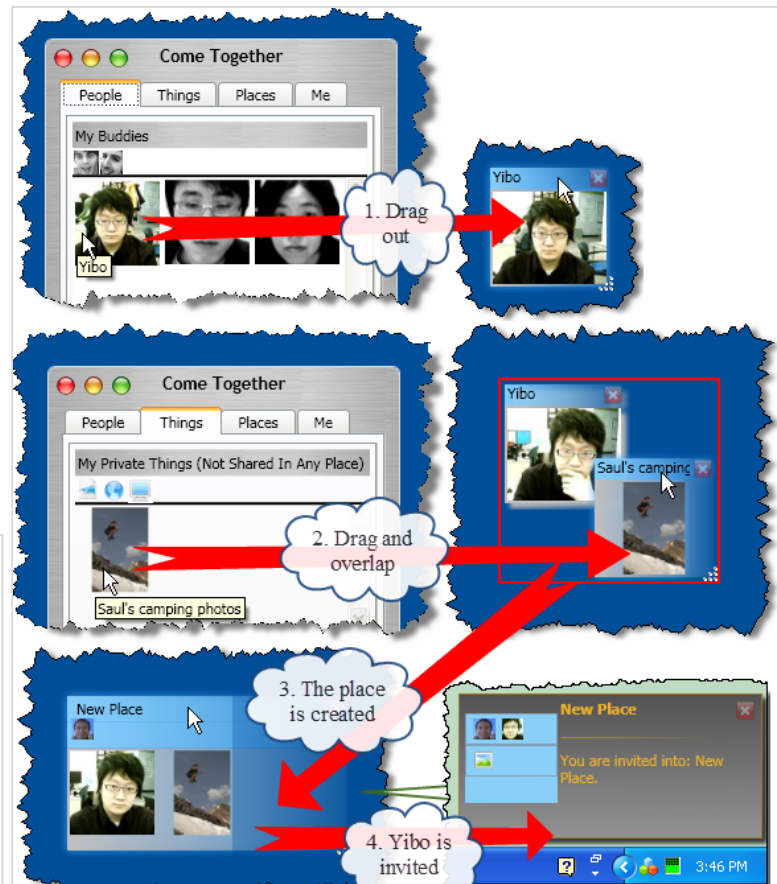 Come Together
People Things Places Me
My Buddies
Yibo
1. Drag
out
Yibo
Come Together
People Things Places Me
My Private Things (Not Shared In Any Place)
Saul's camping photos
2. Drag and
overlap
Yibo
Saul's camping
3. The place
is created
New Place
New Place
You are invited into: New
Place.
4. Yibo is
invited
3:46 PM